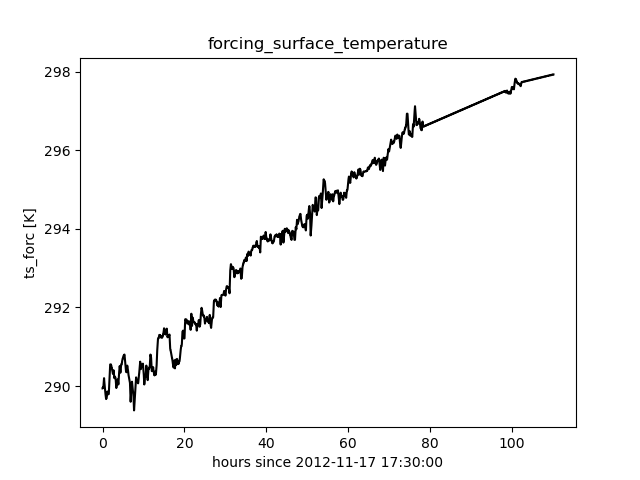 forcing_surface_temperature
298
296
294
292
290
ts_forc [K]
0 20 40 60 80 100
hours since 2012-11-17 17:30:00